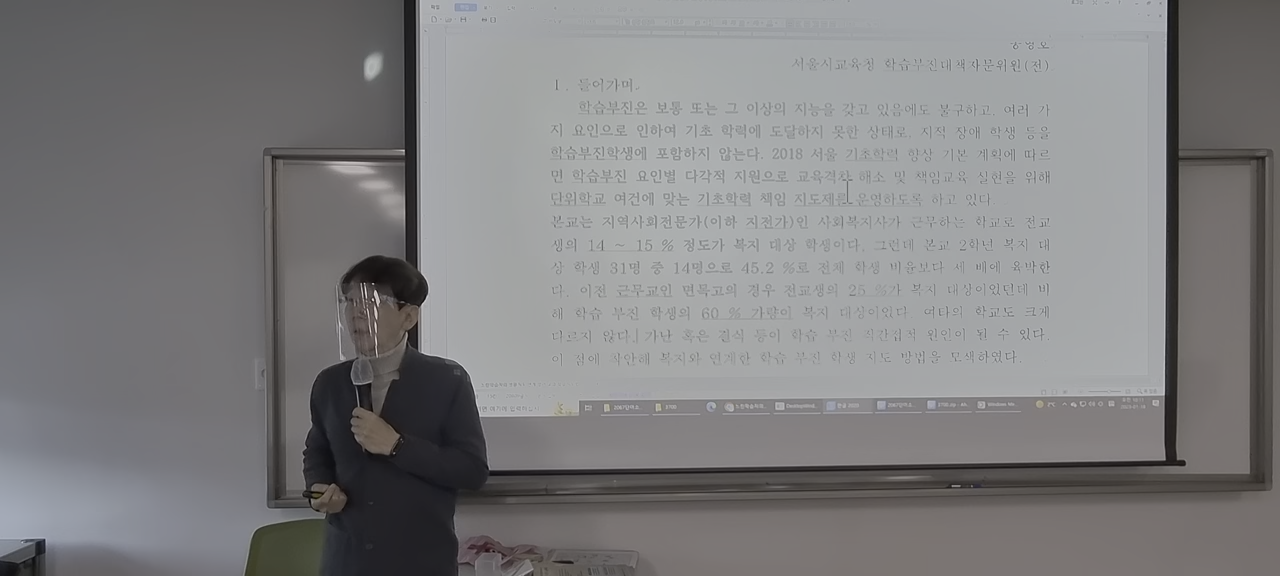 서울시교육청 학습부진대책자문위원(전)
Ⅰ. 들어가며
학습부진은 보통 또는 그 이상의 지능을 갖고 있음에도 불구하고, 여러 가
지 요인으로 인하여 기초 학력에 도달하지 못한 상태로, 지적 장애 학생 등을
학습부진학생에 포함하지 않는다. 2018 서울 기초학력 향상 기본 계획에 따르
면 학습부진 요인별 다각적 지원으로 교육격차 해소 및 책임교육 실현을 위해
단위학교 여건에 맞는 기초학력 책임 지도제를 운영하도록 하고 있다.
본교는 지역사회전문가(이하 지전가)인 사회복지사가 근무하는 학교로 전교
생의 14 ~ 15 % 정도가 복지 대상 학생이다. 그런데 본교 2학년 복지 대
상 학생 31명 중 14명으로 45.2 %로 전체 학생 비율보다 세 배에 육박한
다. 이전 근무교인 면목고의 경우 전교생의 25 %가 복지 대상이었던데 비
해 학습 부진 학생의 60 % 가량이 복지 대상이었다. 여타의 학교도 크게
다르지 않다. 가난 혹은 결식 등이 학습 부진 직간접적 원인이 될 수 있다.
이 점에 착안해 복지와 연계한 학습 부진 학생 지도 방법을 모색하였다.